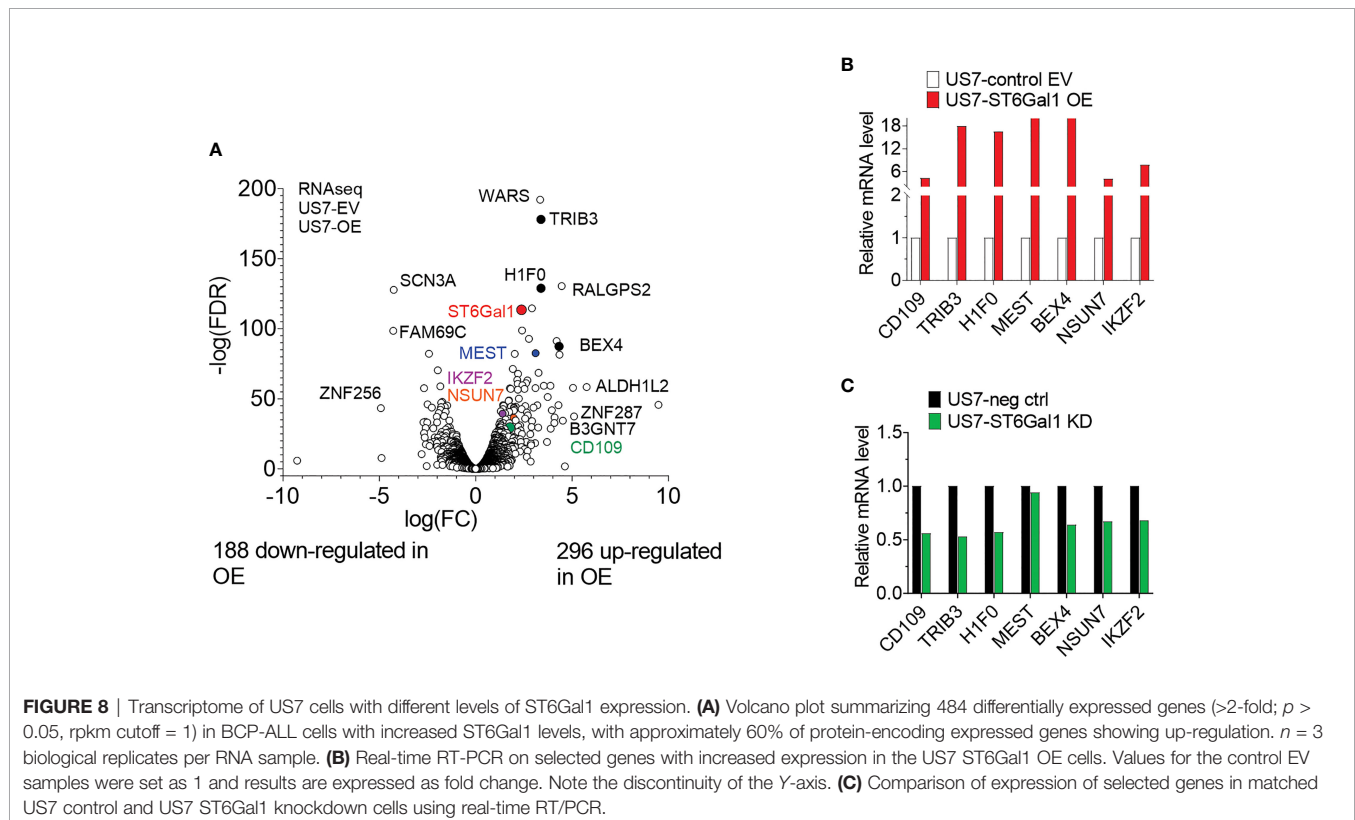 A
RNAseq
US7-EV
US7-OE
200
150
100
50
0
-log(FDR)
WARS
TRIB3
H1F0
RALGPS2
SCN3A
ST6Gal1
FAM69C
MEST
BEX4
IKZF2
NSUN7
ZNF256
ALDH1L2
ZNF287
B3GNT7
CD109
-10 -5 0 5 10
log(FC)
188 down-regulated in
OE
296 up-regulated
in OE
B
US7-control EV
US7-ST6Gal1 OE
Relative mRNA level
18
12
6
2
1
0
CD109 TRIB3 H1F0 MEST BEX4 NSUN7 IKZF2
C
US7-neg ctrl
US7-ST6Gal1 KD
Relative mRNA level
1.5
1.0
0.5
0.0
CD109 TRIB3 H1F0 MEST BEX4 NSUN7 IKZF2
FIGURE 8 | Transcriptome of US7 cells with different levels of ST6Gal1 expression. (A) Volcano plot summarizing 484 differentially expressed genes (>2-fold; p >
0.05, rpkm cutoff = 1) in BCP-ALL cells with increased ST6Gal1 levels, with approximately 60% of protein-encoding expressed genes showing up-regulation. n = 3
biological replicates per RNA sample. (B) Real-time RT-PCR on selected genes with increased expression in the US7 ST6Gal1 OE cells. Values for the control EV
samples were set as 1 and results are expressed as fold change. Note the discontinuity of the Y-axis. (C) Comparison of expression of selected genes in matched
US7 control and US7 ST6Gal1 knockdown cells using real-time RT/PCR.